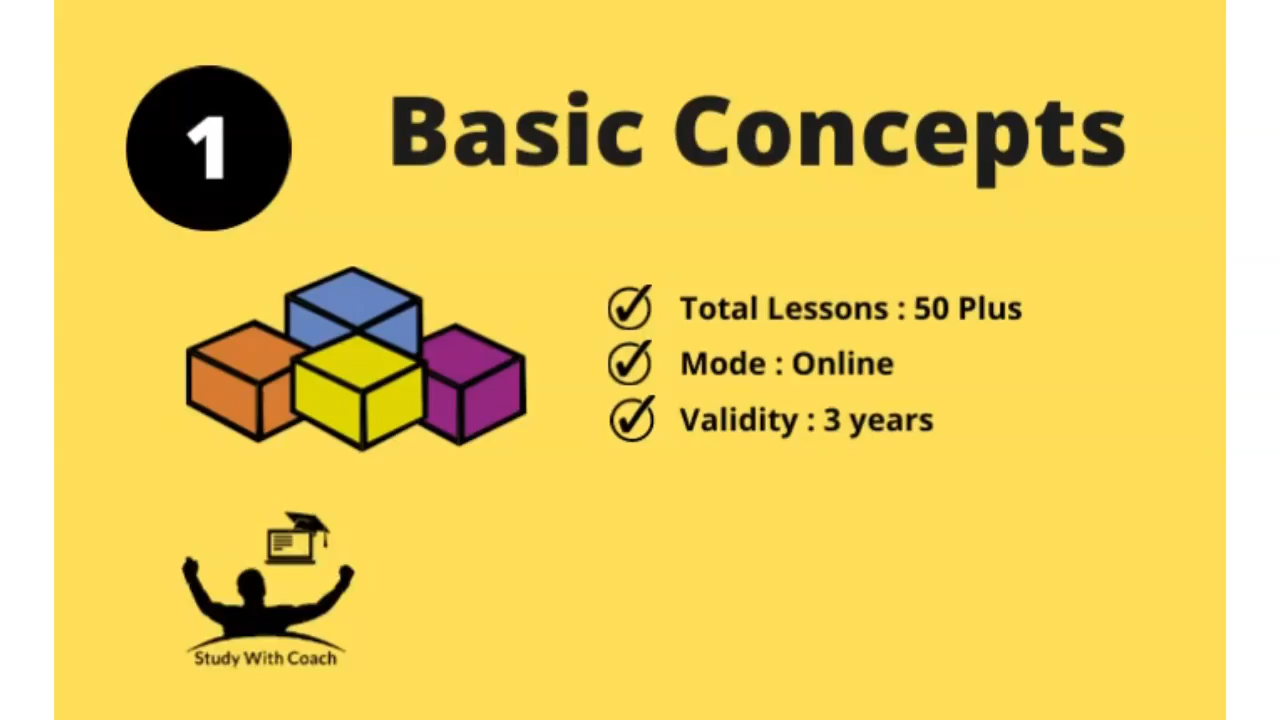 1
Basic Concepts
Total Lessons : 50 Plus
Mode : Online
Validity : 3 years
Study With Coach